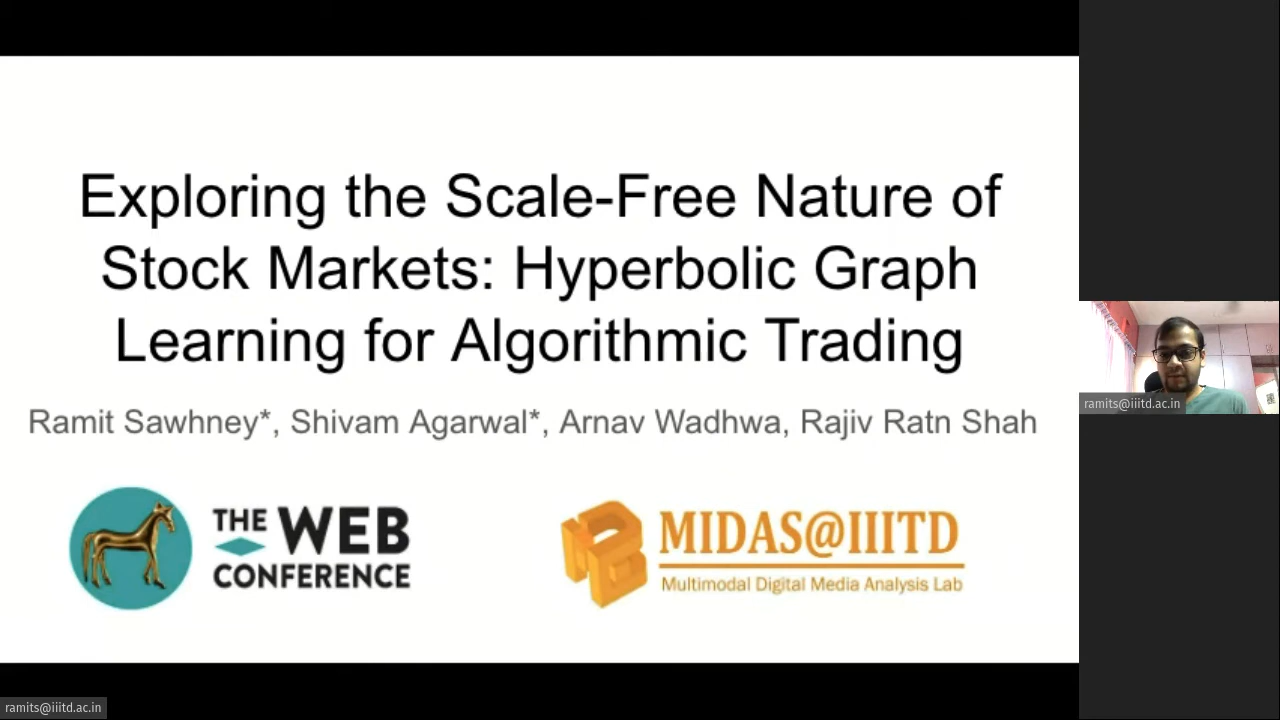 Exploring the Scale-Free Nature of
Stock Markets: Hyperbolic Graph
Learning for Algorithmic Trading
Ramit Sawhney*, Shivam Agarwal*, Arnav Wadhwa, Rajiv Ratn Shah
THE WEB
CONFERENCE
MIDAS@IIITD
Multimodal Digital Media Analysis Lab
ramits@iiitd.ac.in
ramits@iiitd.ac.in